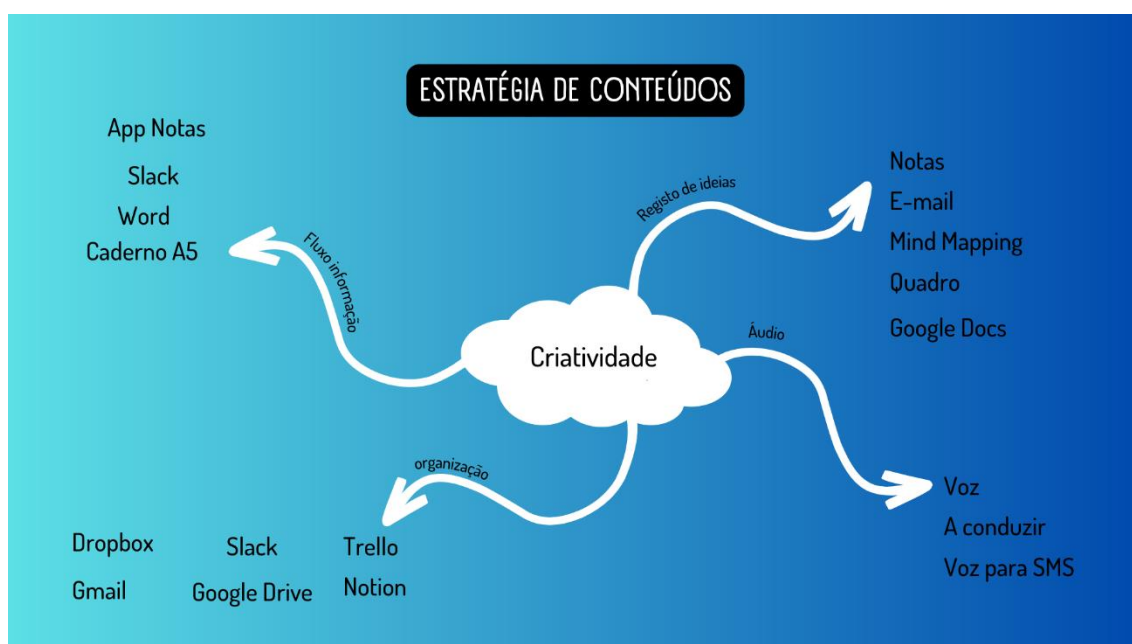 ESTRATÉGIA DE CONTEÚDOS
App Notas
Slack
Word
Caderno A5
Fluxo informação
Registo de ideias
Notas
E-mail
Mind Mapping
Quadro
Google Docs
Criatividade
Áudio
Voz
A conduzir
Voz para SMS
organização
Dropbox
Slack
Trello
Gmail
Google Drive
Notion